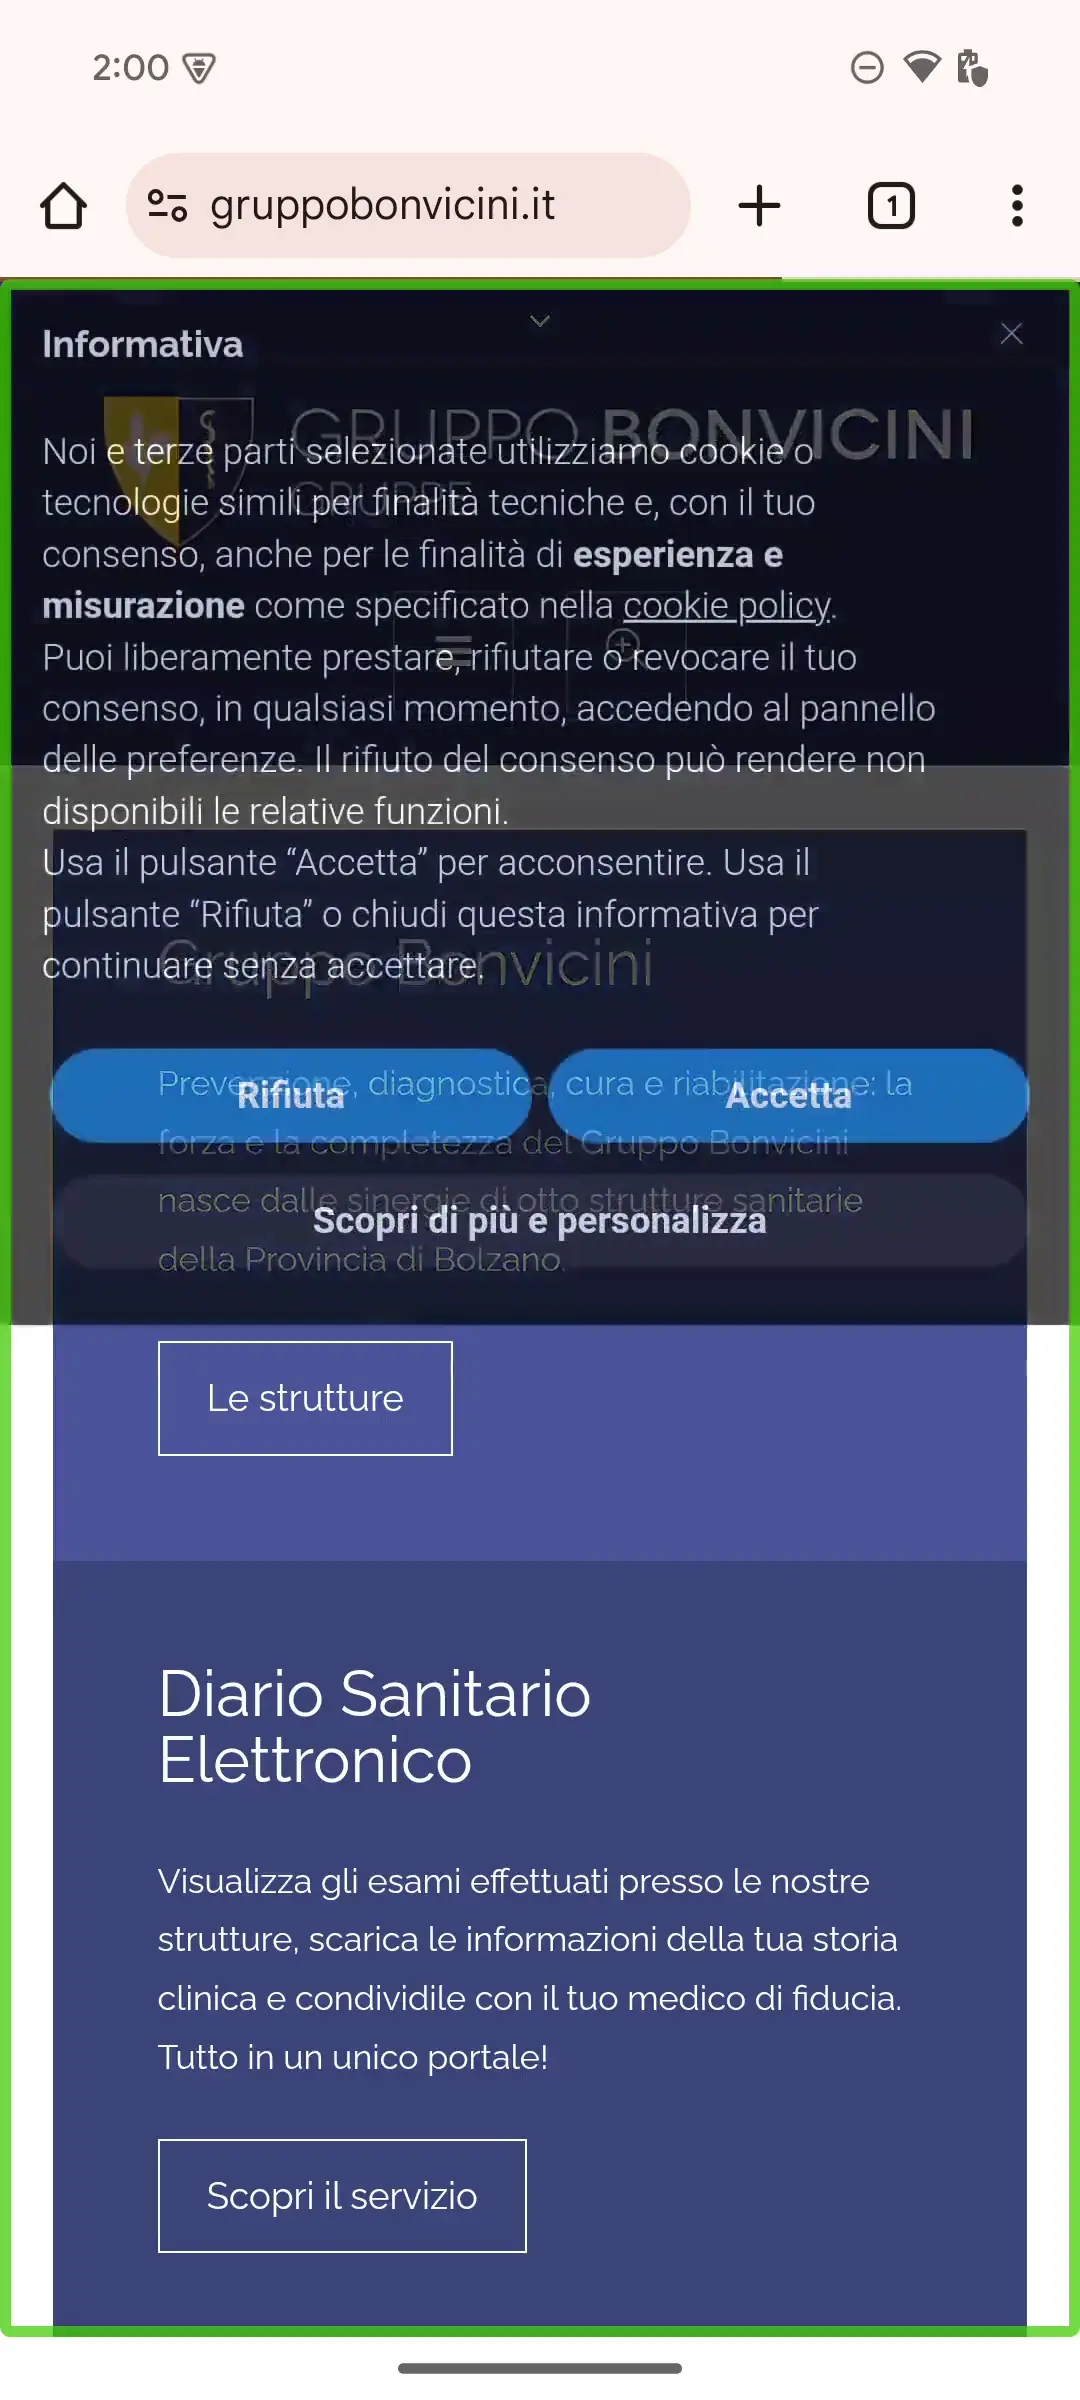 2:00
gruppobonvicini.it
1
Informativa
GRUPPO BONVICINI
GRUPPE
Noi e terze parti selezionate utilizziamo cookie o
tecnologie simili per finalità tecniche e, con il tuo
consenso, anche per le finalità di esperienza e
misurazione come specificato nella cookie policy.
Puoi liberamente prestare, rifiutare o revocare il tuo
consenso, in qualsiasi momento, accedendo al pannello
delle preferenze. Il rifiuto del consenso può rendere non
disponibili le relative funzioni.
Usa il pulsante “Accetta” per acconsentire. Usa il
pulsante “Rifiuta” o chiudi questa informativa per
continuare senza accettare.
Gruppo Bonvicini
Rifiuta
Accetta
Prevenzione, diagnostica, cura e riabilitazione: la
forza e la completezza del Gruppo Bonvicini
nasce dalle sinergie di otto strutture sanitarie
Scopri di più e personalizza
della Provincia di Bolzano.
Le strutture
Diario Sanitario
Elettronico
Visualizza gli esami effettuati presso le nostre
strutture, scarica le informazioni della tua storia
clinica e condividile con il tuo medico di fiducia.
Tutto in un unico portale!
Scopri il servizio